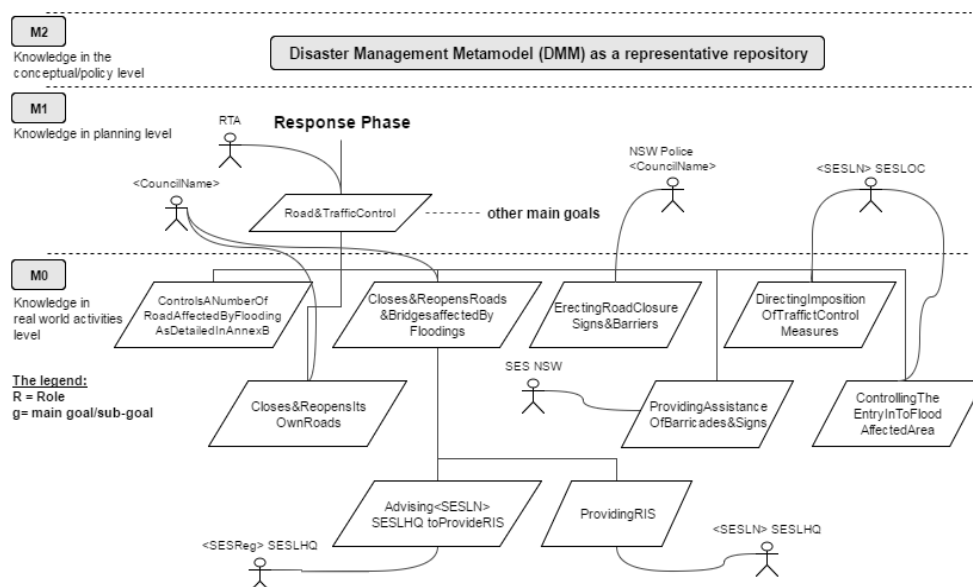 M2
Knowledge in the
conceptual/policy level
Disaster Management Metamodel (DMM) as a representative repository
M1
Knowledge in planning level
RTA
Response Phase
NSW Police
<CouncilName>
<SESLN> SESLOC
<CouncilName>
Road&TrafficControl
other main goals
M0
Knowledge in
real world activities
level
ControlsANumberOf
RoadAffectedByFlooding
AsDetailedInAnnexB
Closes&ReopensRoads
&BridgesaffectedBy
Floodings
ErectingRoadClosure
Signs&Barriers
DirectingImposition
OfTraffictControl
Measures
The legend:
R = Role
g= main goal/sub-goal
Closes&ReopensIts
OwnRoads
SES NSW
ProvidingAssistance
OfBarricades&Signs
ControllingThe
EntryInToFlood
AffectedArea
Advising<SESLN>
SESLHQ toProvideRIS
ProvidingRIS
<SESReg> SESLHQ
<SESLN> SESLHQ